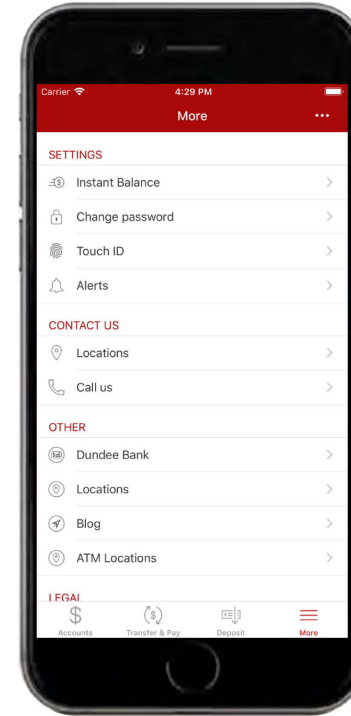 Carrier 4:29 PM
More
SETTINGS
Instant Balance
Change password
Touch ID
Alerts
CONTACT US
Locations
Call us
OTHER
Dundee Bank
Locations
Blog
ATM Locations
LEGAL
Accounts Transfer & Pay Deposit More